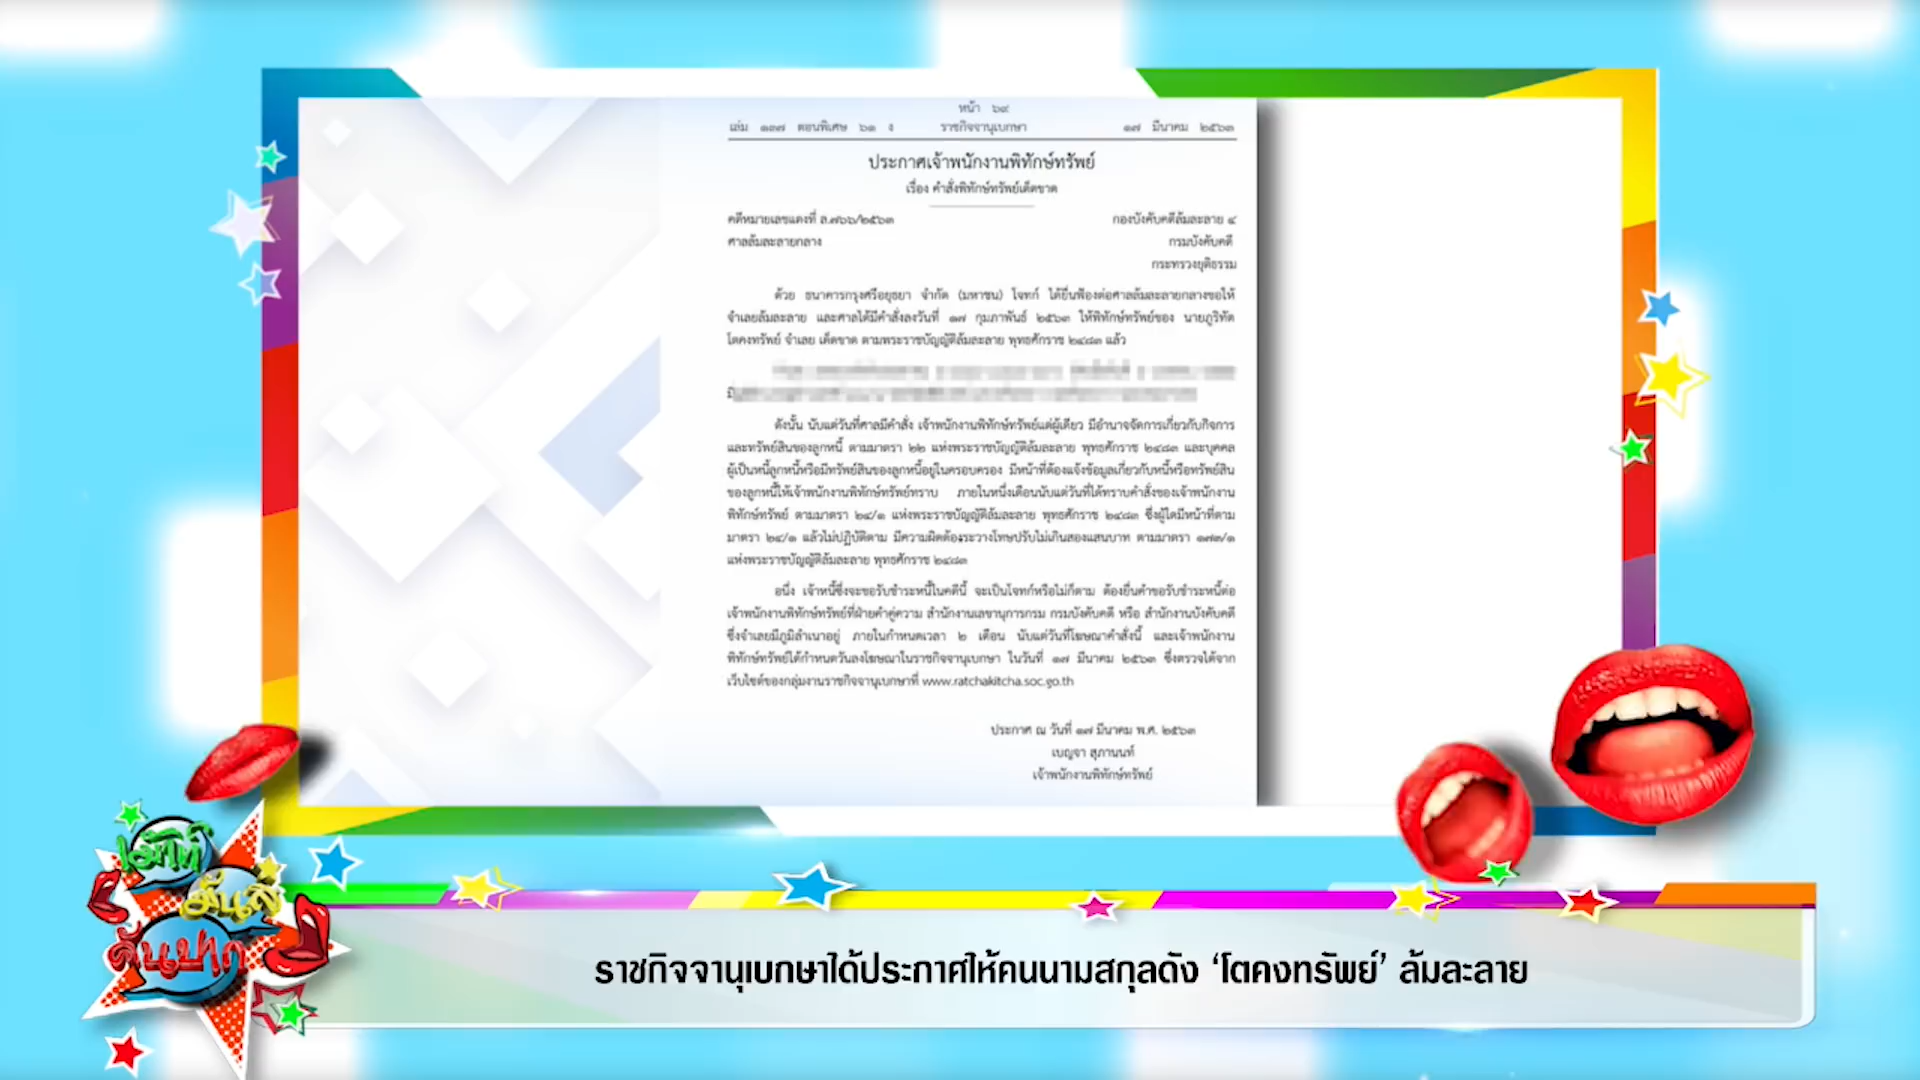 หน้า ๖๙
เล่ม ๑๓๗ ตอนพิเศษ ๖๑ ง ราชกิจจานุเบกษา ๑๗ มีนาคม ๒๕๖๓
ประกาศเจ้าพนักงานพิทักษ์ทรัพย์
เรื่อง คำสั่งพิทักษ์ทรัพย์เด็ดขาด
คดีหมายเลขแดงที่ ล.๗๖๖/๒๕๖๓ กองบังคับคดีล้มละลาย ๔
ศาลล้มละลายกลาง กรมบังคับคดี
กระทรวงยุติธรรม
ด้วย ธนาคารกรุงศรีอยุธยา จำกัด (มหาชน) โจทก์ ได้ยื่นฟ้องต่อศาลล้มละลายกลางขอให้
จำเลยล้มละลาย และศาลได้มีคำสั่งลงวันที่ ๑๗ กุมภาพันธ์ ๒๕๖๓ ให้พิทักษ์ทรัพย์ของ นายภูริทัต
โตคงทรัพย์ จำเลย เด็ดขาด ตามพระราชบัญญัติล้มละลาย พุทธศักราช ๒๔๘๓ แล้ว
ดังนั้น นับแต่วันที่ศาลมีคำสั่ง เจ้าพนักงานพิทักษ์ทรัพย์แต่ผู้เดียว มีอำนาจจัดการเกี่ยวกับกิจการ
และทรัพย์สินของลูกหนี้ ตามมาตรา ๒๒ แห่งพระราชบัญญัติล้มละลาย พุทธศักราช ๒๔๘๓ และบุคคล
ผู้เป็นหนี้ลูกหนี้หรือมีทรัพย์สินของลูกหนี้อยู่ในครอบครอง มีหน้าที่ต้องแจ้งข้อมูลเกี่ยวกับหนี้หรือทรัพย์สิน
ของลูกหนี้ให้เจ้าพนักงานพิทักษ์ทรัพย์ทราบ ภายในหนึ่งเดือนนับแต่วันที่ได้ทราบคำสั่งของเจ้าพนักงาน
พิทักษ์ทรัพย์ ตามมาตรา ๒๔/๑ แห่งพระราชบัญญัติล้มละลาย พุทธศักราช ๒๔๘๓ ซึ่งผู้ใดมีหน้าที่ตาม
มาตรา ๒๔/๑ แล้วไม่ปฏิบัติตาม มีความผิดต้องระวางโทษปรับไม่เกินสองแสนบาท ตามมาตรา ๑๗๓/๑
แห่งพระราชบัญญัติล้มละลาย พุทธศักราช ๒๔๘๓
อนึ่ง เจ้าหนี้ซึ่งจะขอรับชำระหนี้ในคดีนี้ จะเป็นโจทก์หรือไม่ก็ตาม ต้องยื่นคำขอรับชำระหนี้ต่อ
เจ้าพนักงานพิทักษ์ทรัพย์ที่ฝ่ายคำคู่ความ สำนักงานเลขานุการกรม กรมบังคับคดี หรือ สำนักงานบังคับคดี
ซึ่งจำเลยมีภูมิลำเนาอยู่ ภายในกำหนดเวลา ๒ เดือน นับแต่วันที่โฆษณาคำสั่งนี้ และเจ้าพนักงาน
พิทักษ์ทรัพย์ได้กำหนดวันลงโฆษณาในราชกิจจานุเบกษา ในวันที่ ๑๗ มีนาคม ๒๕๖๓ ซึ่งตรวจได้จาก
เว็บไซต์ของกลุ่มงานราชกิจจานุเบกษาที่ www.ratchakitcha.soc.go.th
ประกาศ ณ วันที่ ๑๗ มีนาคม พ.ศ. ๒๕๖๓
เบญจา สุภานนท์
เจ้าพนักงานพิทักษ์ทรัพย์
เม้าท์
มันส์
คันปาก
ราชกิจจานุเบกษาได้ประกาศให้คนนามสกุลดัง ‘โตคงทรัพย์’ ล้มละลาย